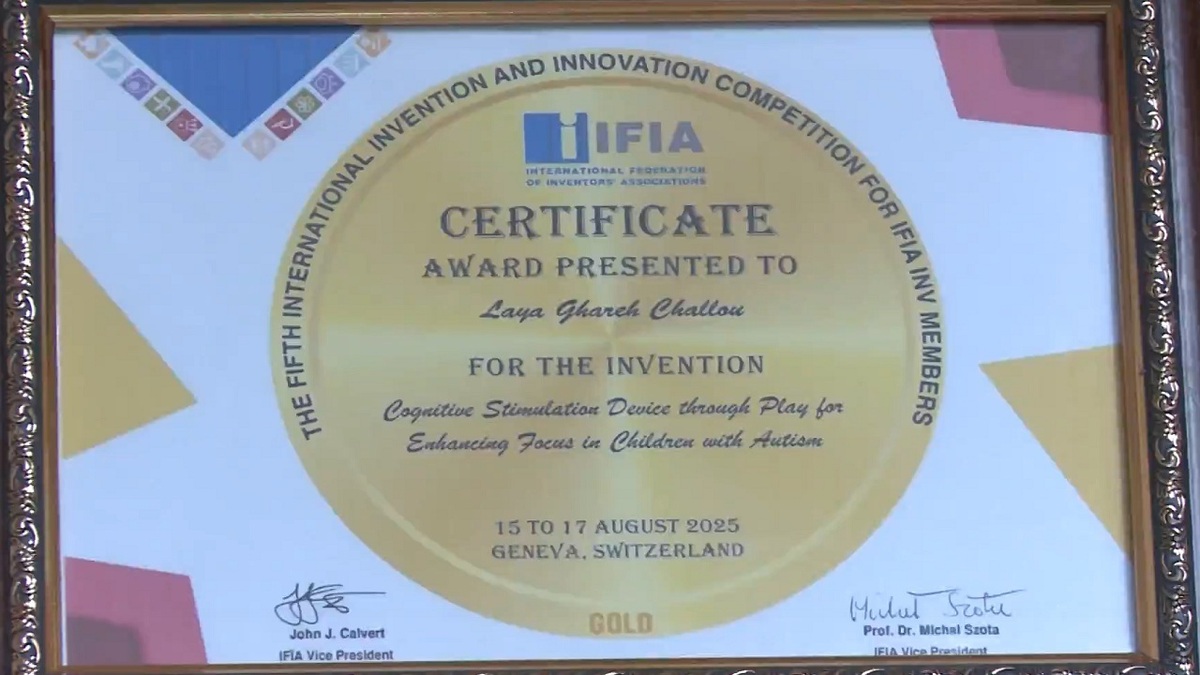 THE FIFTH INTERNATIONAL INVENTION AND INNOVATION COMPETITION FOR IFIA INV MEMBERS
IFIA
INTERNATIONAL FEDERATION
OF INVENTORS' ASSOCIATIONS
CERTIFICATE
AWARD PRESENTED TO
Laya Ghareh Challou
FOR THE INVENTION
Cognitive Stimulation Device through Play for
Enhancing Focus in Children with Autism
15 TO 17 AUGUST 2025
GENEVA, SWITZERLAND
GOLD
Michal Szota
John J. Calvert
IFIA Vice President
Prof. Dr. Michal Szota
IFIA Vice President